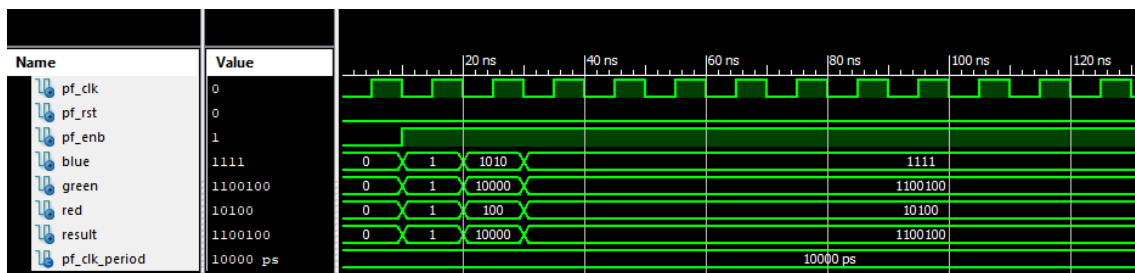 20 ns 40 ns 60 ns 80 ns 100 ns 120 ns
Name Value
pf_clk 0
pf_rst 0
pf_enb 1
blue 1111 0 1 1010 1111
green 1100100 0 1 10000 1100100
red 10100 0 1 100 10100
result 1100100 0 1 10000 1100100
pf_clk_period 10000 ps 10000 ps